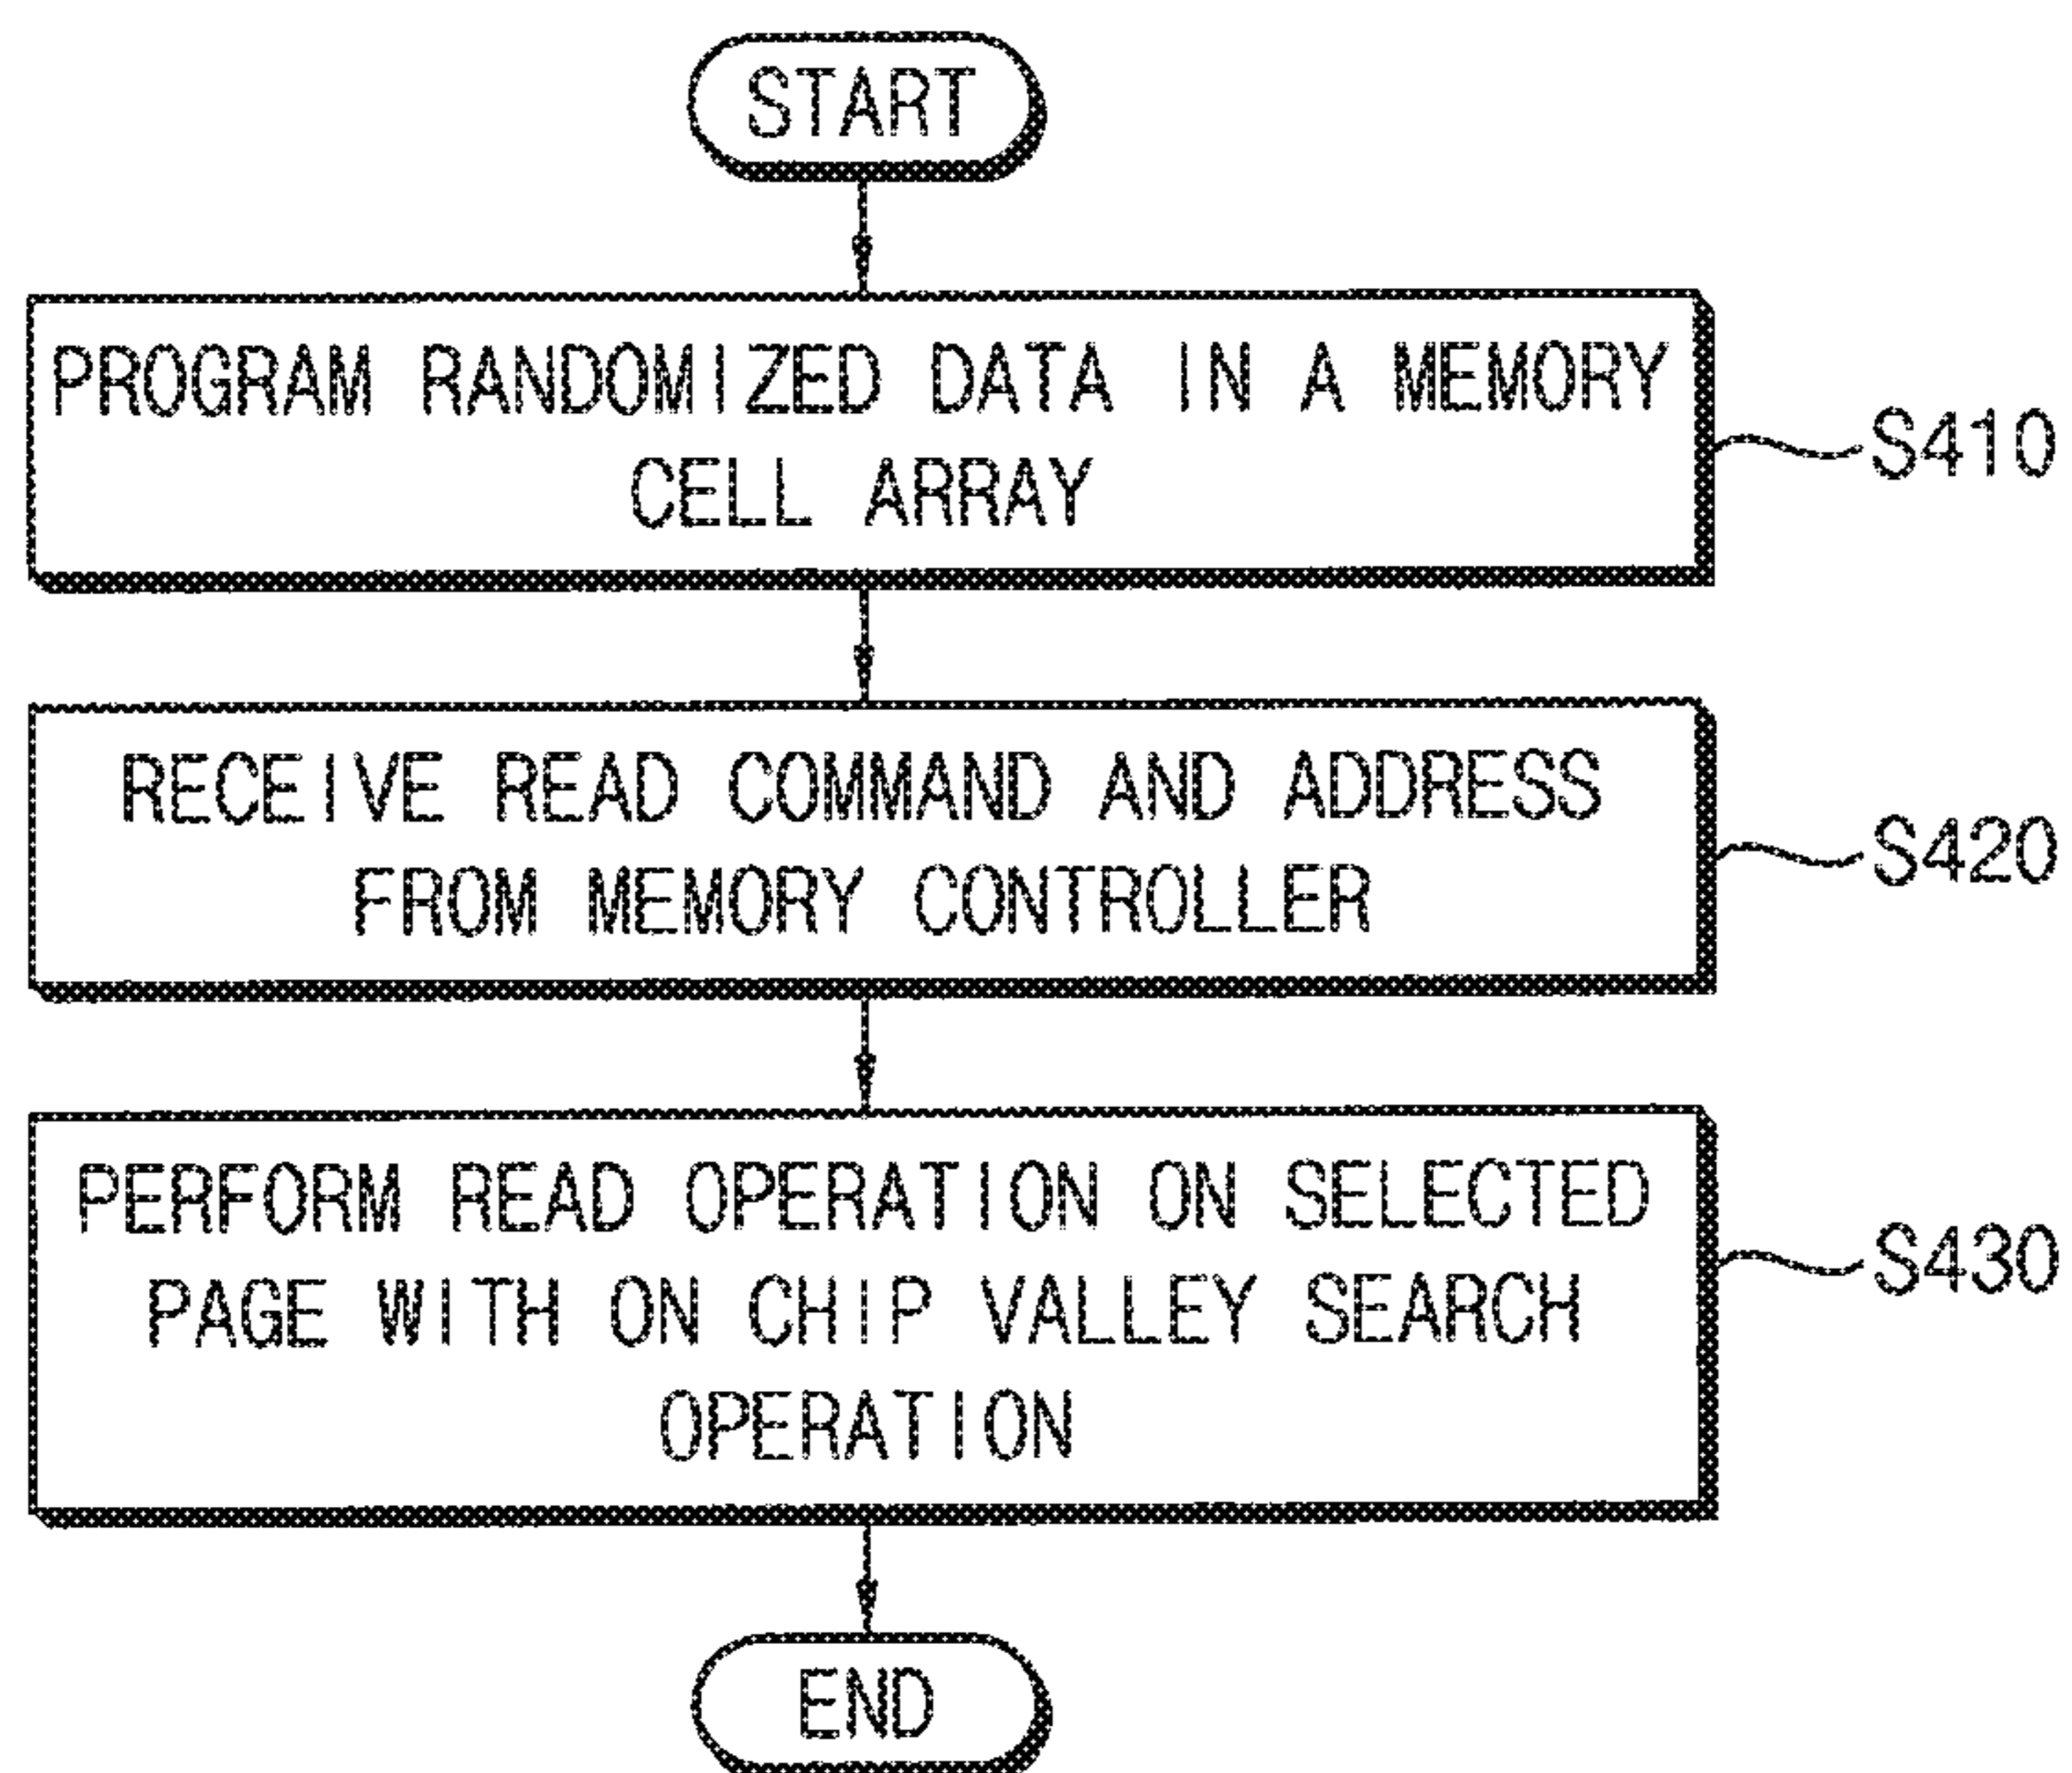 START
PROGRAM RANDOMIZED DATA IN A MEMORY
CELL ARRAY
S410
RECEIVE READ COMMAND AND ADDRESS
FROM MEMORY CONTROLLER
S420
PERFORM READ OPERATION ON SELECTED
PAGE WITH ON CHIP VALLEY SEARCH
OPERATION
S430
END